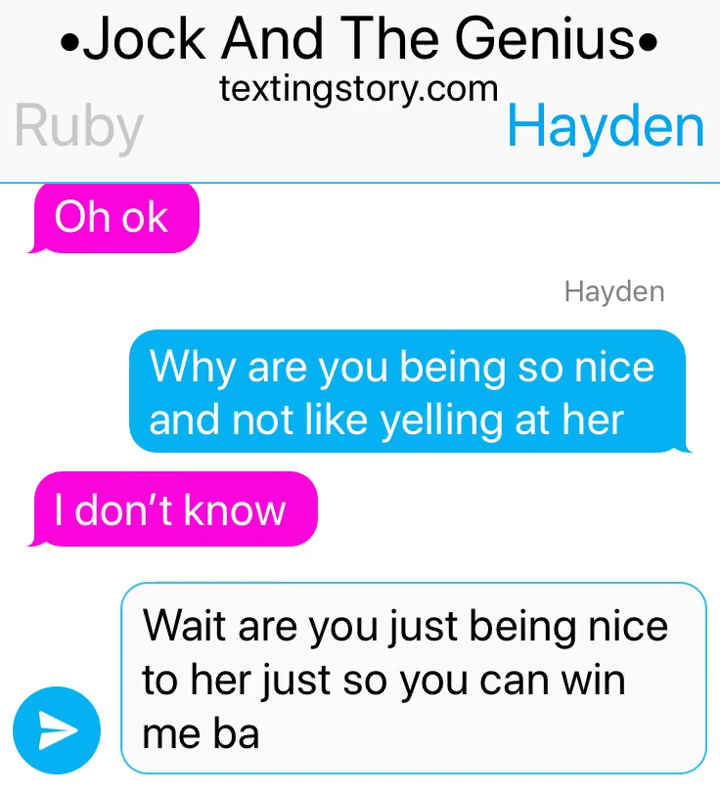 •Jock And The Genius•
textingstory.com
Ruby
Hayden
Oh ok
Hayden
Why are you being so nice
and not like yelling at her
I don't know
Wait are you just being nice
to her just so you can win
me ba